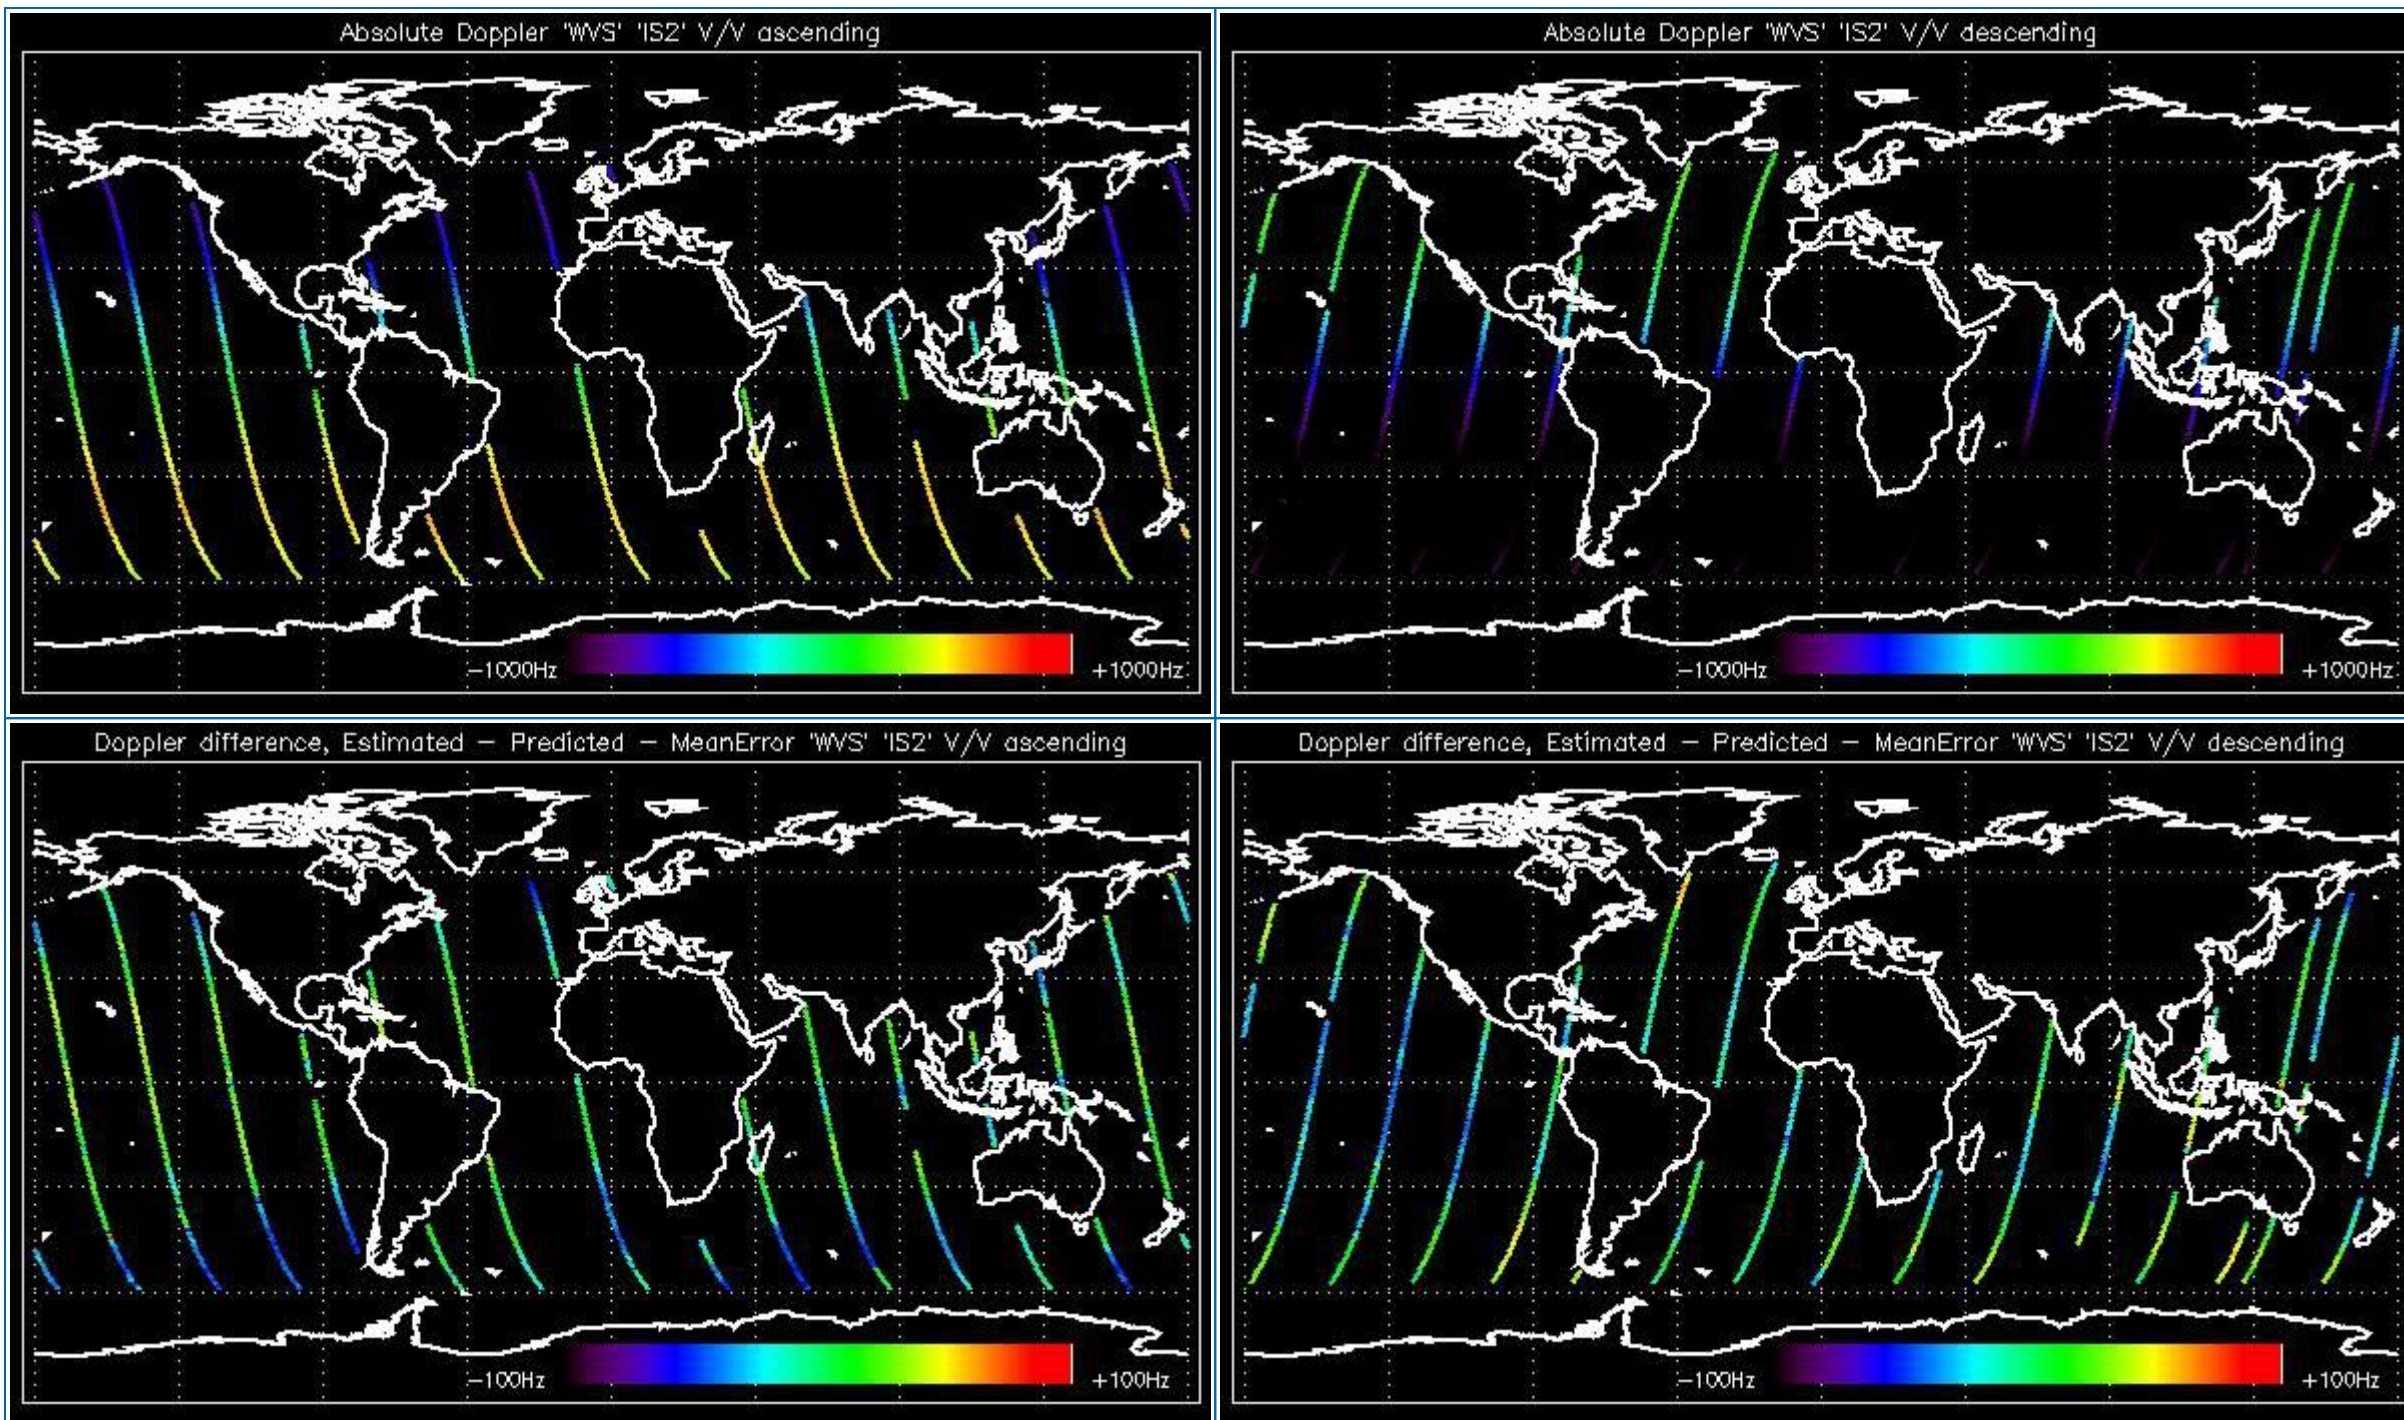 Absolute Doppler 'WVS' 'IS2' V/V ascending
-1000Hz
+1000Hz
Absolute Doppler 'WVS' 'IS2' V/V descending
-1000Hz
+1000Hz
Doppler difference, Estimated - Predicted - MeanError 'WVS' 'IS2' V/V ascending
-100Hz
+100Hz
Doppler difference, Estimated - Predicted - MeanError 'WVS' 'IS2' V/V descending
-100Hz
+100Hz